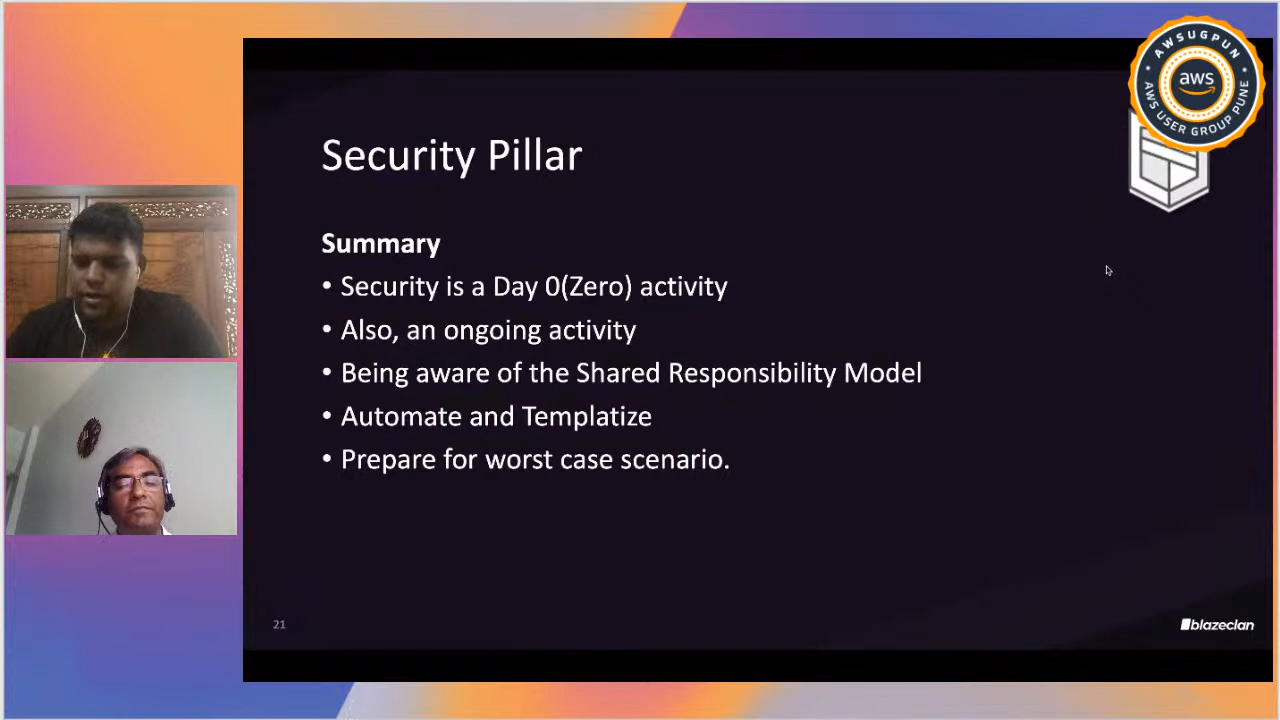 AWSUGPUN
aws
AWS USER GROUP PUNE
Security Pillar
Summary
• Security is a Day 0(Zero) activity
• Also, an ongoing activity
• Being aware of the Shared Responsibility Model
• Automate and Templatize
• Prepare for worst case scenario.
21
blazeclan